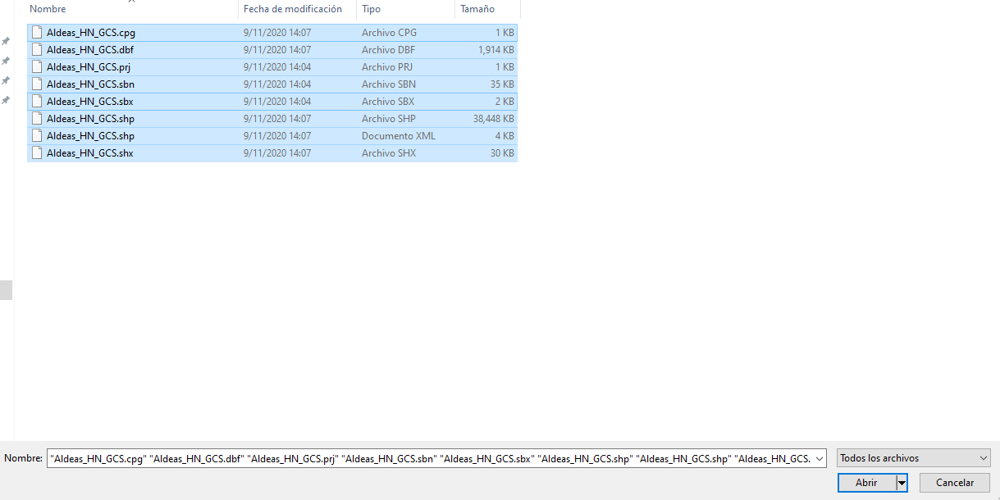 Nombre Fecha de modificación Tipo Tamaño
Aldeas_HN_GCS.cpg 9/11/2020 14:07 Archivo CPG 1 KB
Aldeas_HN_GCS.dbf 9/11/2020 14:07 Archivo DBF 1,914 KB
Aldeas_HN_GCS.prj 9/11/2020 14:04 Archivo PRJ 1 KB
Aldeas_HN_GCS.sbn 9/11/2020 14:04 Archivo SBN 35 KB
Aldeas_HN_GCS.sbx 9/11/2020 14:04 Archivo SBX 2 KB
Aldeas_HN_GCS.shp 9/11/2020 14:07 Archivo SHP 38,448 KB
Aldeas_HN_GCS.shp 9/11/2020 14:07 Documento XML 4 KB
Aldeas_HN_GCS.shx 9/11/2020 14:07 Archivo SHX 30 KB
Nombre: "Aldeas_HN_GCS.cpg" "Aldeas_HN_GCS.dbf" "Aldeas_HN_GCS.prj" "Aldeas_HN_GCS.sbn" "Aldeas_HN_GCS.sbx" "Aldeas_HN_GCS.shp" "Aldeas_HN_GCS.shp" "Aldeas_HN_GCS. Todos los archivos
Abrir Cancelar